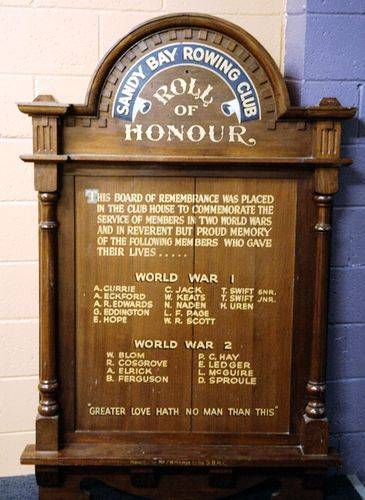 SANDY BAY ROWING CLUB
ROLL
OF
HONOUR
THIS BOARD OF REMEMBRANCE WAS PLACED
IN THE CLUB HOUSE TO COMMEMORATE THE
SERVICE OF MEMBERS IN TWO WORLD WARS
AND IN REVERENT BUT PROUD MEMORY
OF THE FOLLOWING MEMBERS WHO GAVE
THEIR LIVES .....
WORLD WAR 1
A. CURRIE
A. ECKFORD
A. R. EDWARDS
G. EDDINGTON
E. HOPE
C. JACK
W. KEATS
N. NADEN
L. F. PAGE
W. R. SCOTT
T. SWIFT SNR.
T. SWIFT JNR.
H. UREN
WORLD WAR 2
W. BLOM
R. COSGROVE
A. ELRICK
B. FERGUSON
P. C. HAY
E. LEDGER
L. McGUIRE
D. SPROULE
"GREATER LOVE HATH NO MAN THAN THIS"